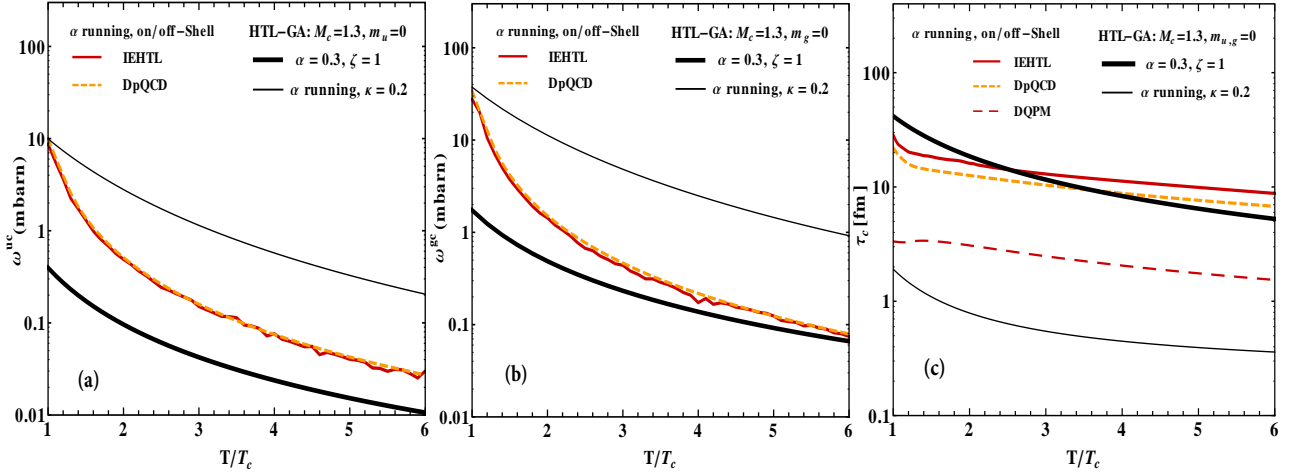 α running, on/off−Shell
HTL−GA: M_c=1.3, m_u=0
IEHTL
α = 0.3, ζ = 1
DpQCD
α running, κ = 0.2
100
10
1
0.1
0.01
ω^uc (mbarn)
(a)
1 2 3 4 5 6
T/T_c
α running, on/off−Shell
HTL−GA: M_c=1.3, m_g=0
IEHTL
α = 0.3, ζ = 1
DpQCD
α running, κ = 0.2
100
10
1
0.1
0.01
ω^gc (mbarn)
(b)
1 2 3 4 5 6
T/T_c
α running, on/off−Shell
HTL−GA: M_c=1.3, m_u,g=0
IEHTL
α = 0.3, ζ = 1
DpQCD
α running, κ = 0.2
DQPM
100
10
1
0.1
τ_c [fm]
(c)
1 2 3 4 5 6
T/T_c